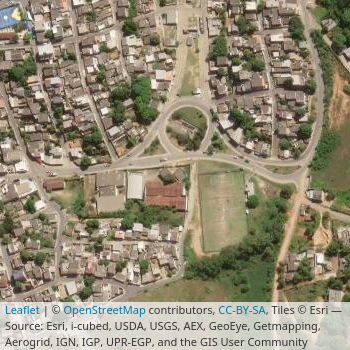 Leaflet | © OpenStreetMap contributors, CC-BY-SA, Tiles © Esri —
Source: Esri, i-cubed, USDA, USGS, AEX, GeoEye, Getmapping,
Aerogrid, IGN, IGP, UPR-EGP, and the GIS User Community